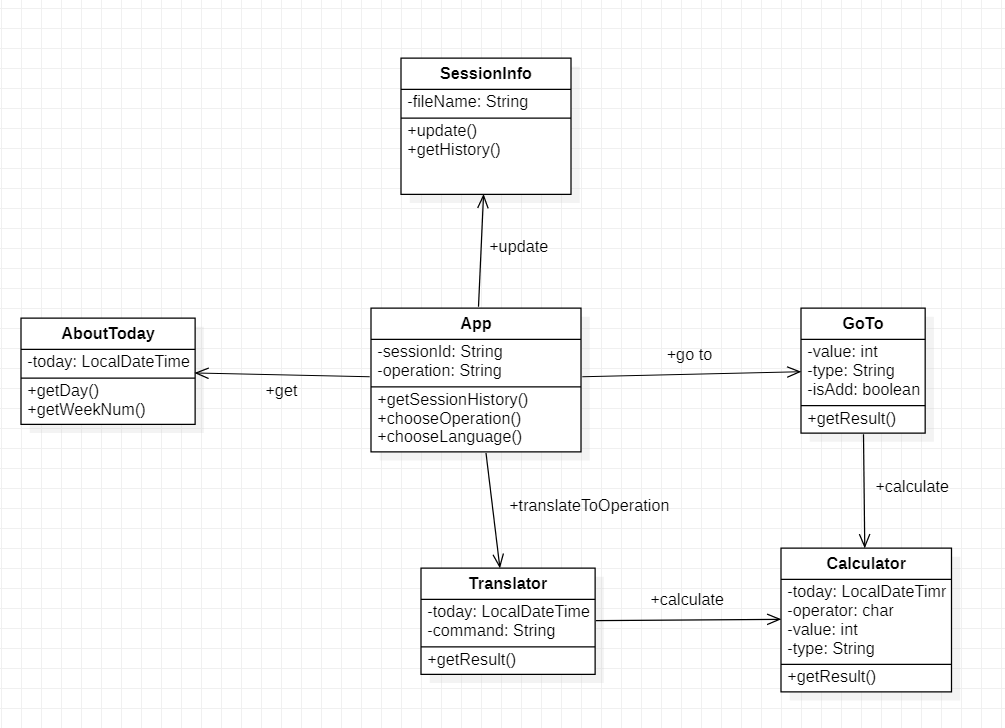 SessionInfo
-fileName: String
+update()
+getHistory()
+update
AboutToday
-today: LocalDateTime
+getDay()
+getWeekNum()
+get
App
-sessionId: String
-operation: String
+getSessionHistory()
+chooseOperation()
+chooseLanguage()
+go to
GoTo
-value: int
-type: String
-isAdd: boolean
+getResult()
+translateToOperation
+calculate
Translator
-today: LocalDateTime
-command: String
+getResult()
+calculate
Calculator
-today: LocalDateTimr
-operator: char
-value: int
-type: String
+getResult()